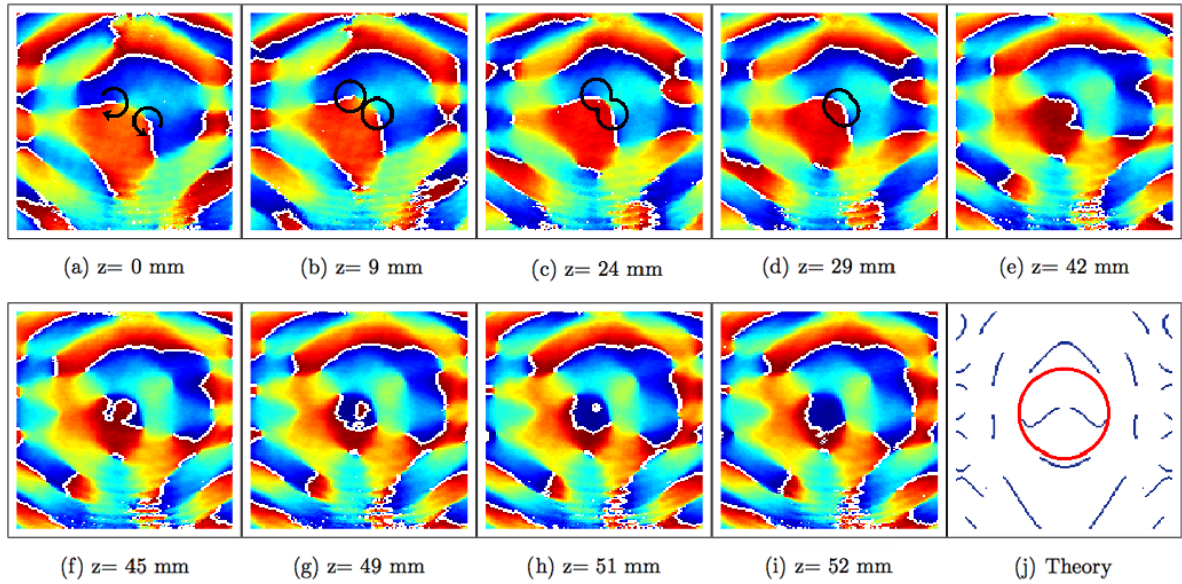 (a) z= 0 mm
(b) z= 9 mm
(c) z= 24 mm
(d) z= 29 mm
(e) z= 42 mm
(f) z= 45 mm
(g) z= 49 mm
(h) z= 51 mm
(i) z= 52 mm
(j) Theory